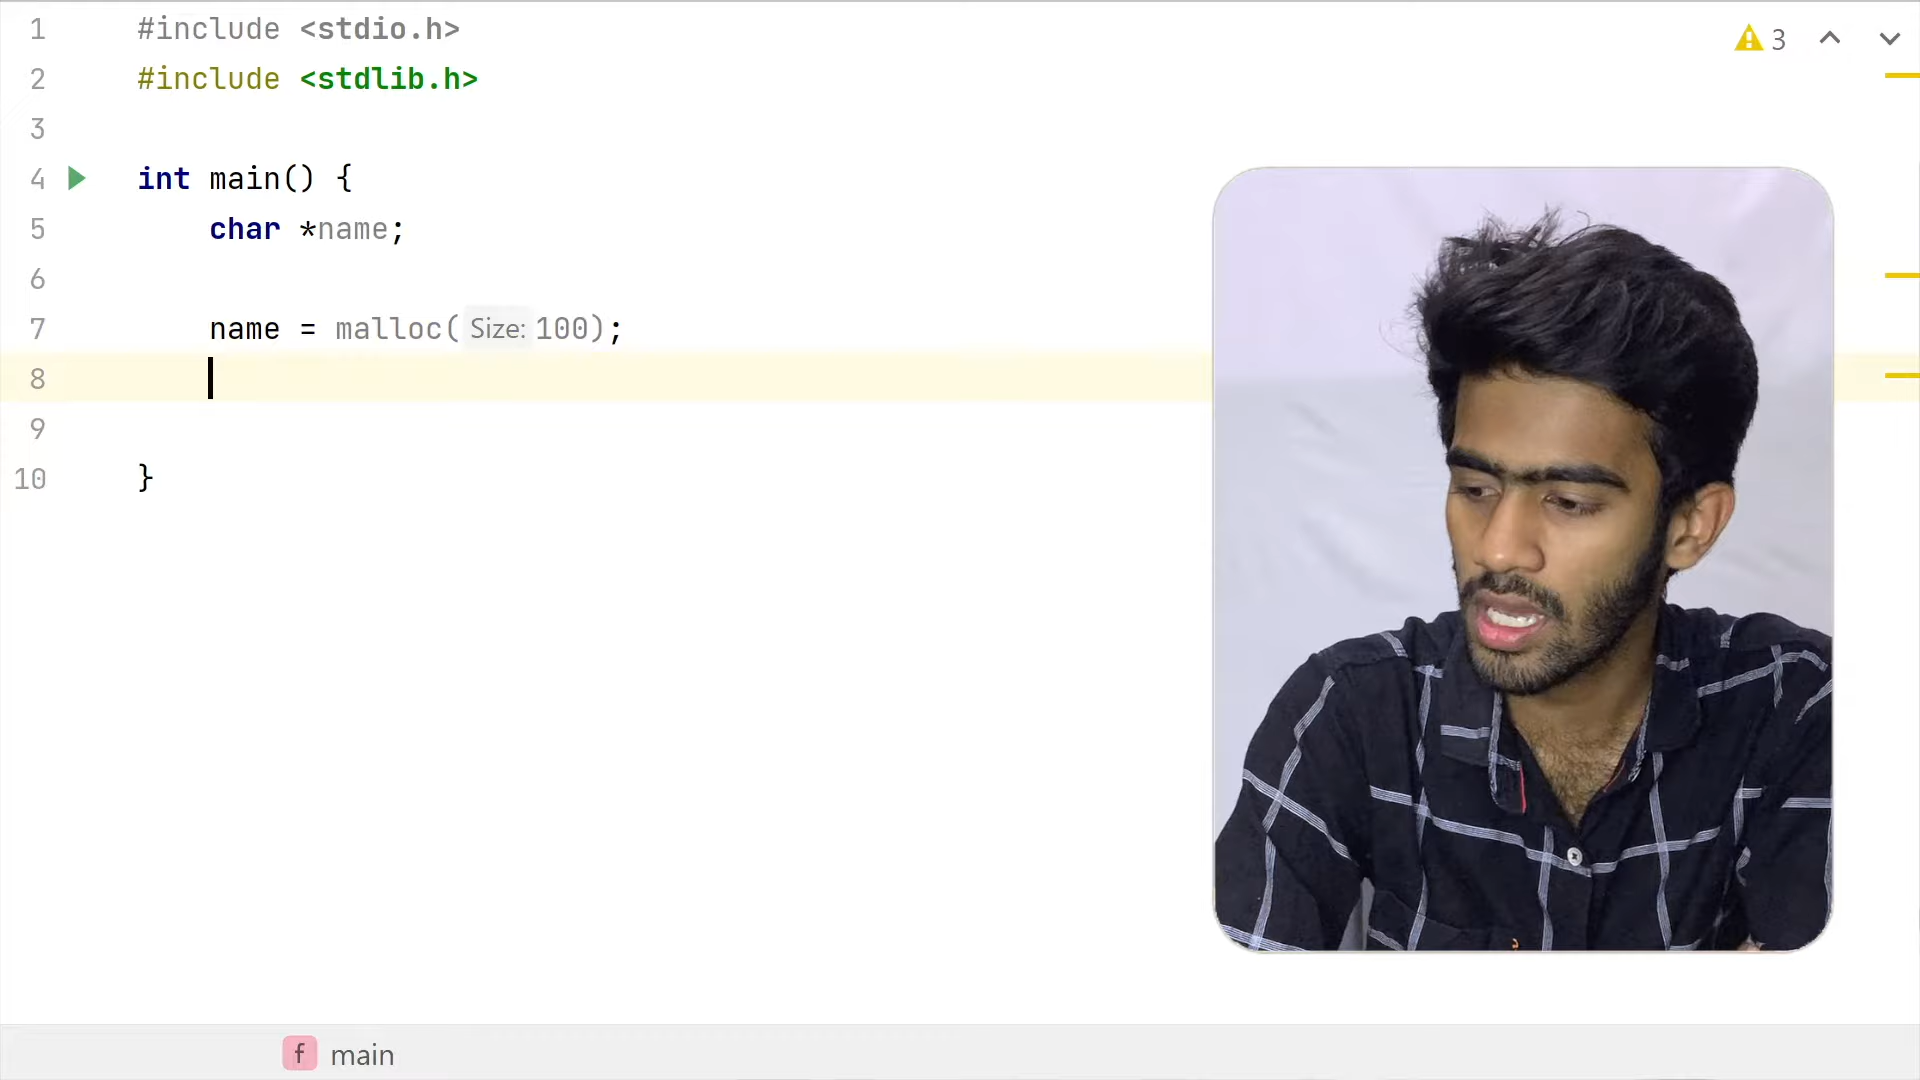 1 #include <stdio.h>
2 #include <stdlib.h>
3
4 int main() {
5 char *name;
6
7 name = malloc( Size: 100);
8
9
10 }
3
f main